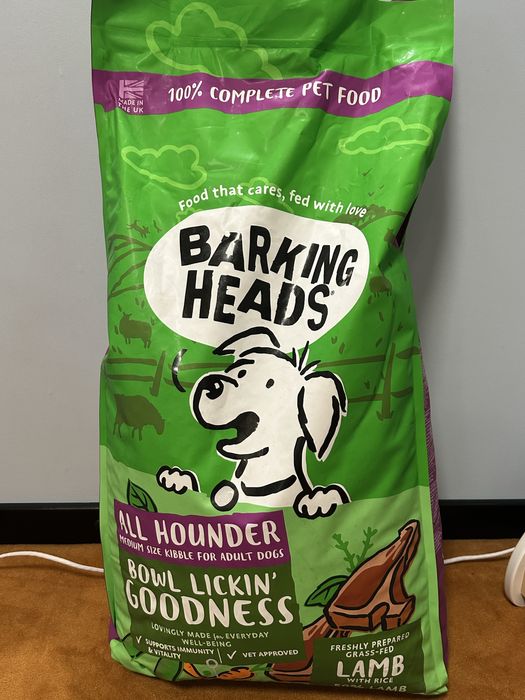 MADE IN
THE UK
100% COMPLETE PET FOOD
Food that cares, fed with love
BARKING
HEADS®
ALL HOUNDER
MEDIUM SIZE KIBBLE FOR ADULT DOGS
BOWL LICKIN'
GOODNESS
LOVINGLY MADE for EVERYDAY
WELL-BEING
✓ SUPPORTS IMMUNITY
& VITALITY
✓ VET APPROVED
FRESHLY PREPARED
GRASS-FED
LAMB
WITH RICE